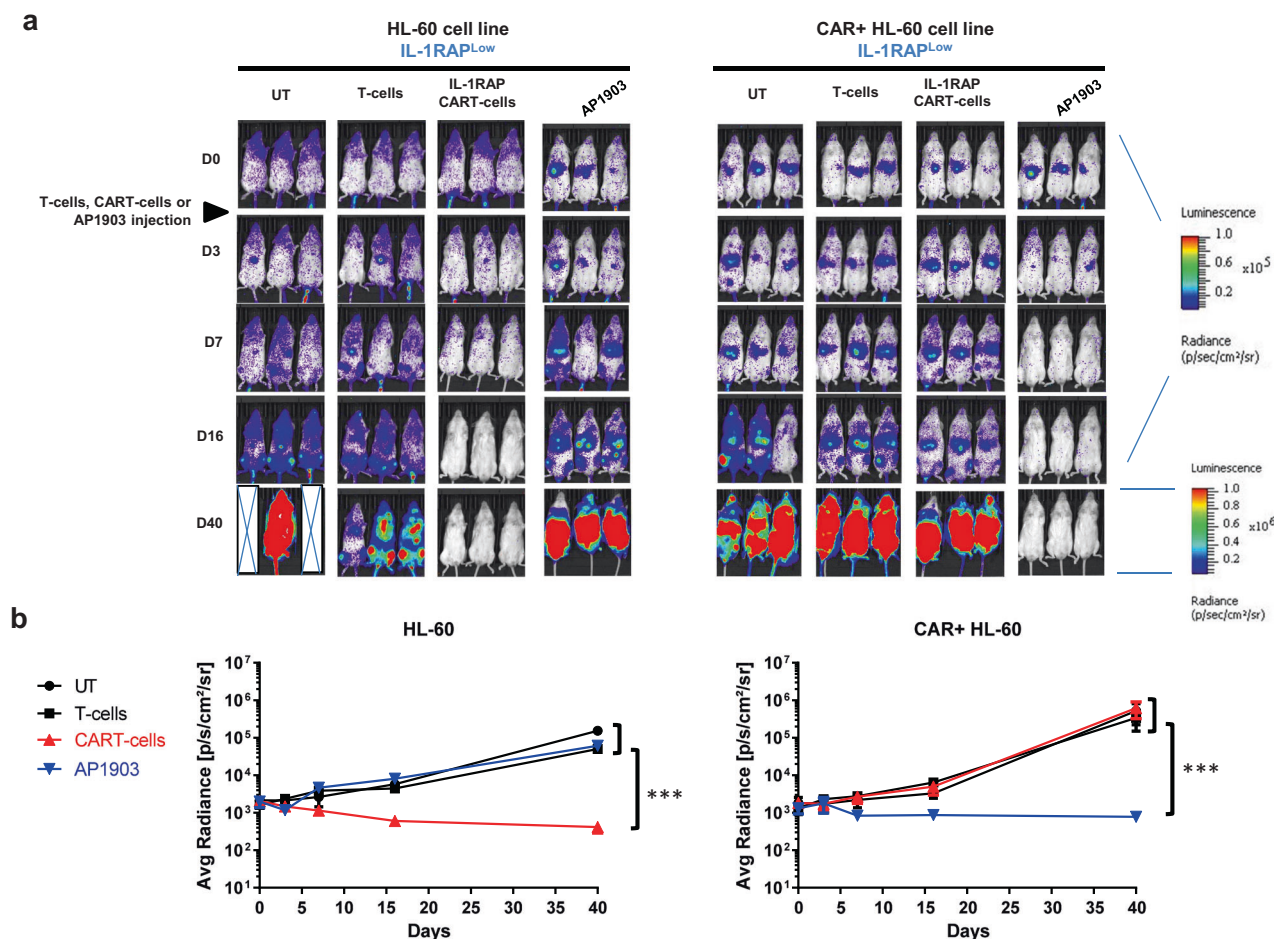 a
HL-60 cell line
IL-1RAPLow
UT
T-cells
IL-1RAP
CART-cells
AP1903
CAR+ HL-60 cell line
IL-1RAPLow
UT
T-cells
IL-1RAP
CART-cells
AP1903
D0
T-cells, CART-cells or
AP1903 injection
D3
D7
D16
D40
Luminescence
1.0
0.8
0.6
0.4
0.2
x10^5
Radiance
(p/sec/cm²/sr)
Luminescence
1.0
0.8
0.6
0.4
0.2
x10^6
Radiance
(p/sec/cm²/sr)
b
UT
T-cells
CART-cells
AP1903
HL-60
Avg Radiance [p/s/cm²/sr]
10^7
10^6
10^5
10^4
10^3
10^2
10^1
0 5 10 15 20 25 30 35 40
Days
***
CAR+ HL-60
Avg Radiance [p/s/cm²/sr]
10^7
10^6
10^5
10^4
10^3
10^2
10^1
0 5 10 15 20 25 30 35 40
Days
***